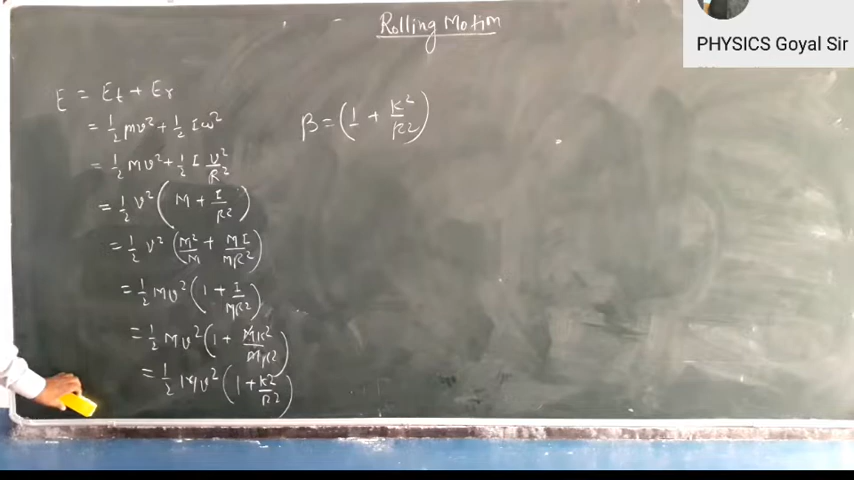 Rolling Motion
PHYSICS Goyal Sir
E = Et + Er
= 1/2 mv² + 1/2 Iω²
= 1/2 Mv² + 1/2 I v²/R²
= 1/2 v² (M + I/R²)
= 1/2 v² (M²/M + MI/MR²)
= 1/2 Mv² (1 + I/MR²)
= 1/2 Mv² (1 + MK²/MR²)
= 1/2 Mv² (1 + K²/R²)
β = (1 + K²/R²)